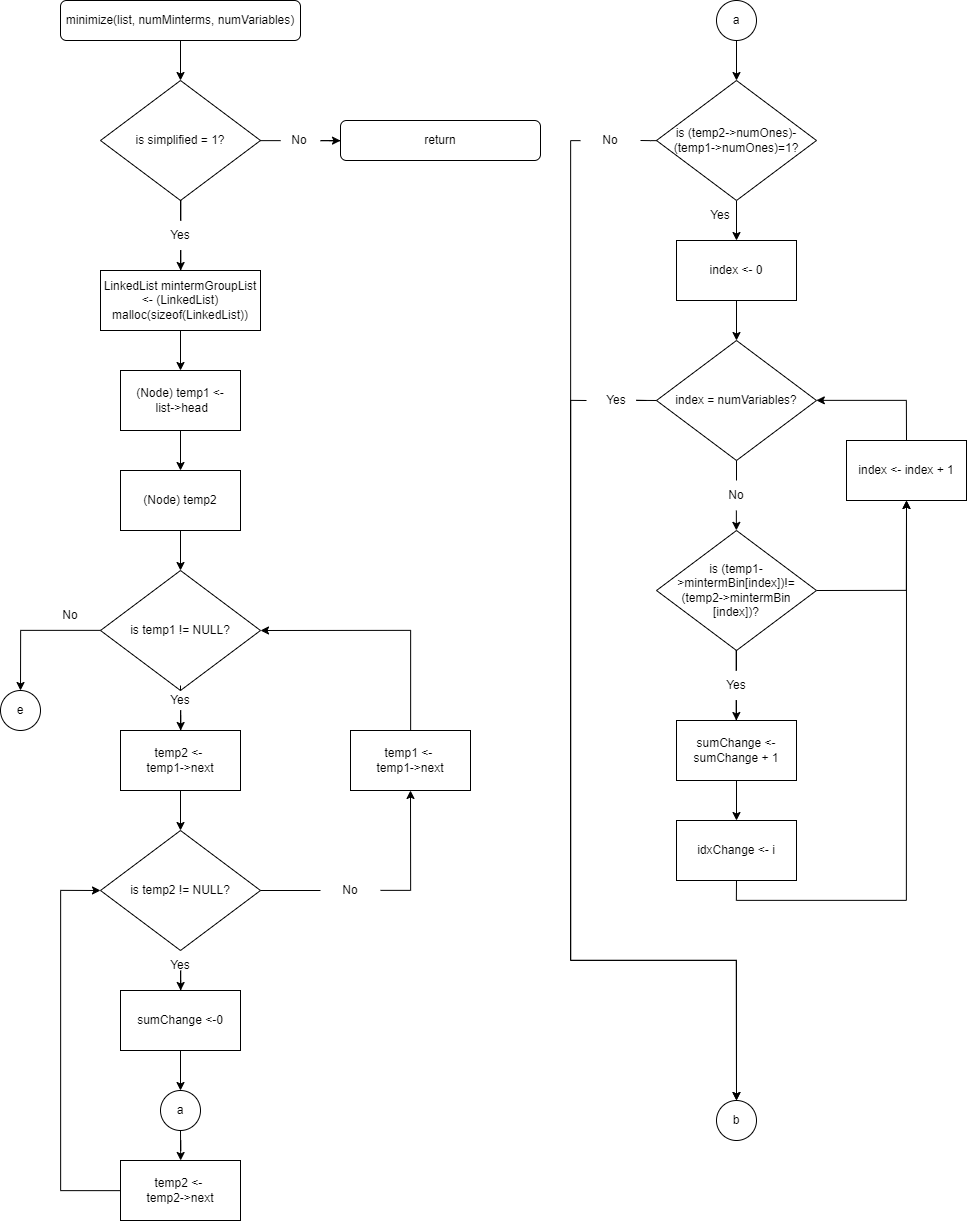 minimize(list, numMinterms, numVariables)
is simplified = 1?
No
return
Yes
LinkedList mintermGroupList
<- (LinkedList)
malloc(sizeof(LinkedList))
(Node) temp1 <-
list->head
(Node) temp2
is temp1 != NULL?
No
e
Yes
temp2 <-
temp1->next
temp1 <-
temp1->next
is temp2 != NULL?
No
Yes
sumChange <-0
a
temp2 <-
temp2->next
a
is (temp2->numOnes)-
(temp1->numOnes)=1?
No
Yes
index <- 0
index = numVariables?
Yes
index <- index + 1
No
is (temp1-
>mintermBin[index])!=
(temp2->mintermBin
[index])?
Yes
sumChange <-
sumChange + 1
idxChange <- i
b